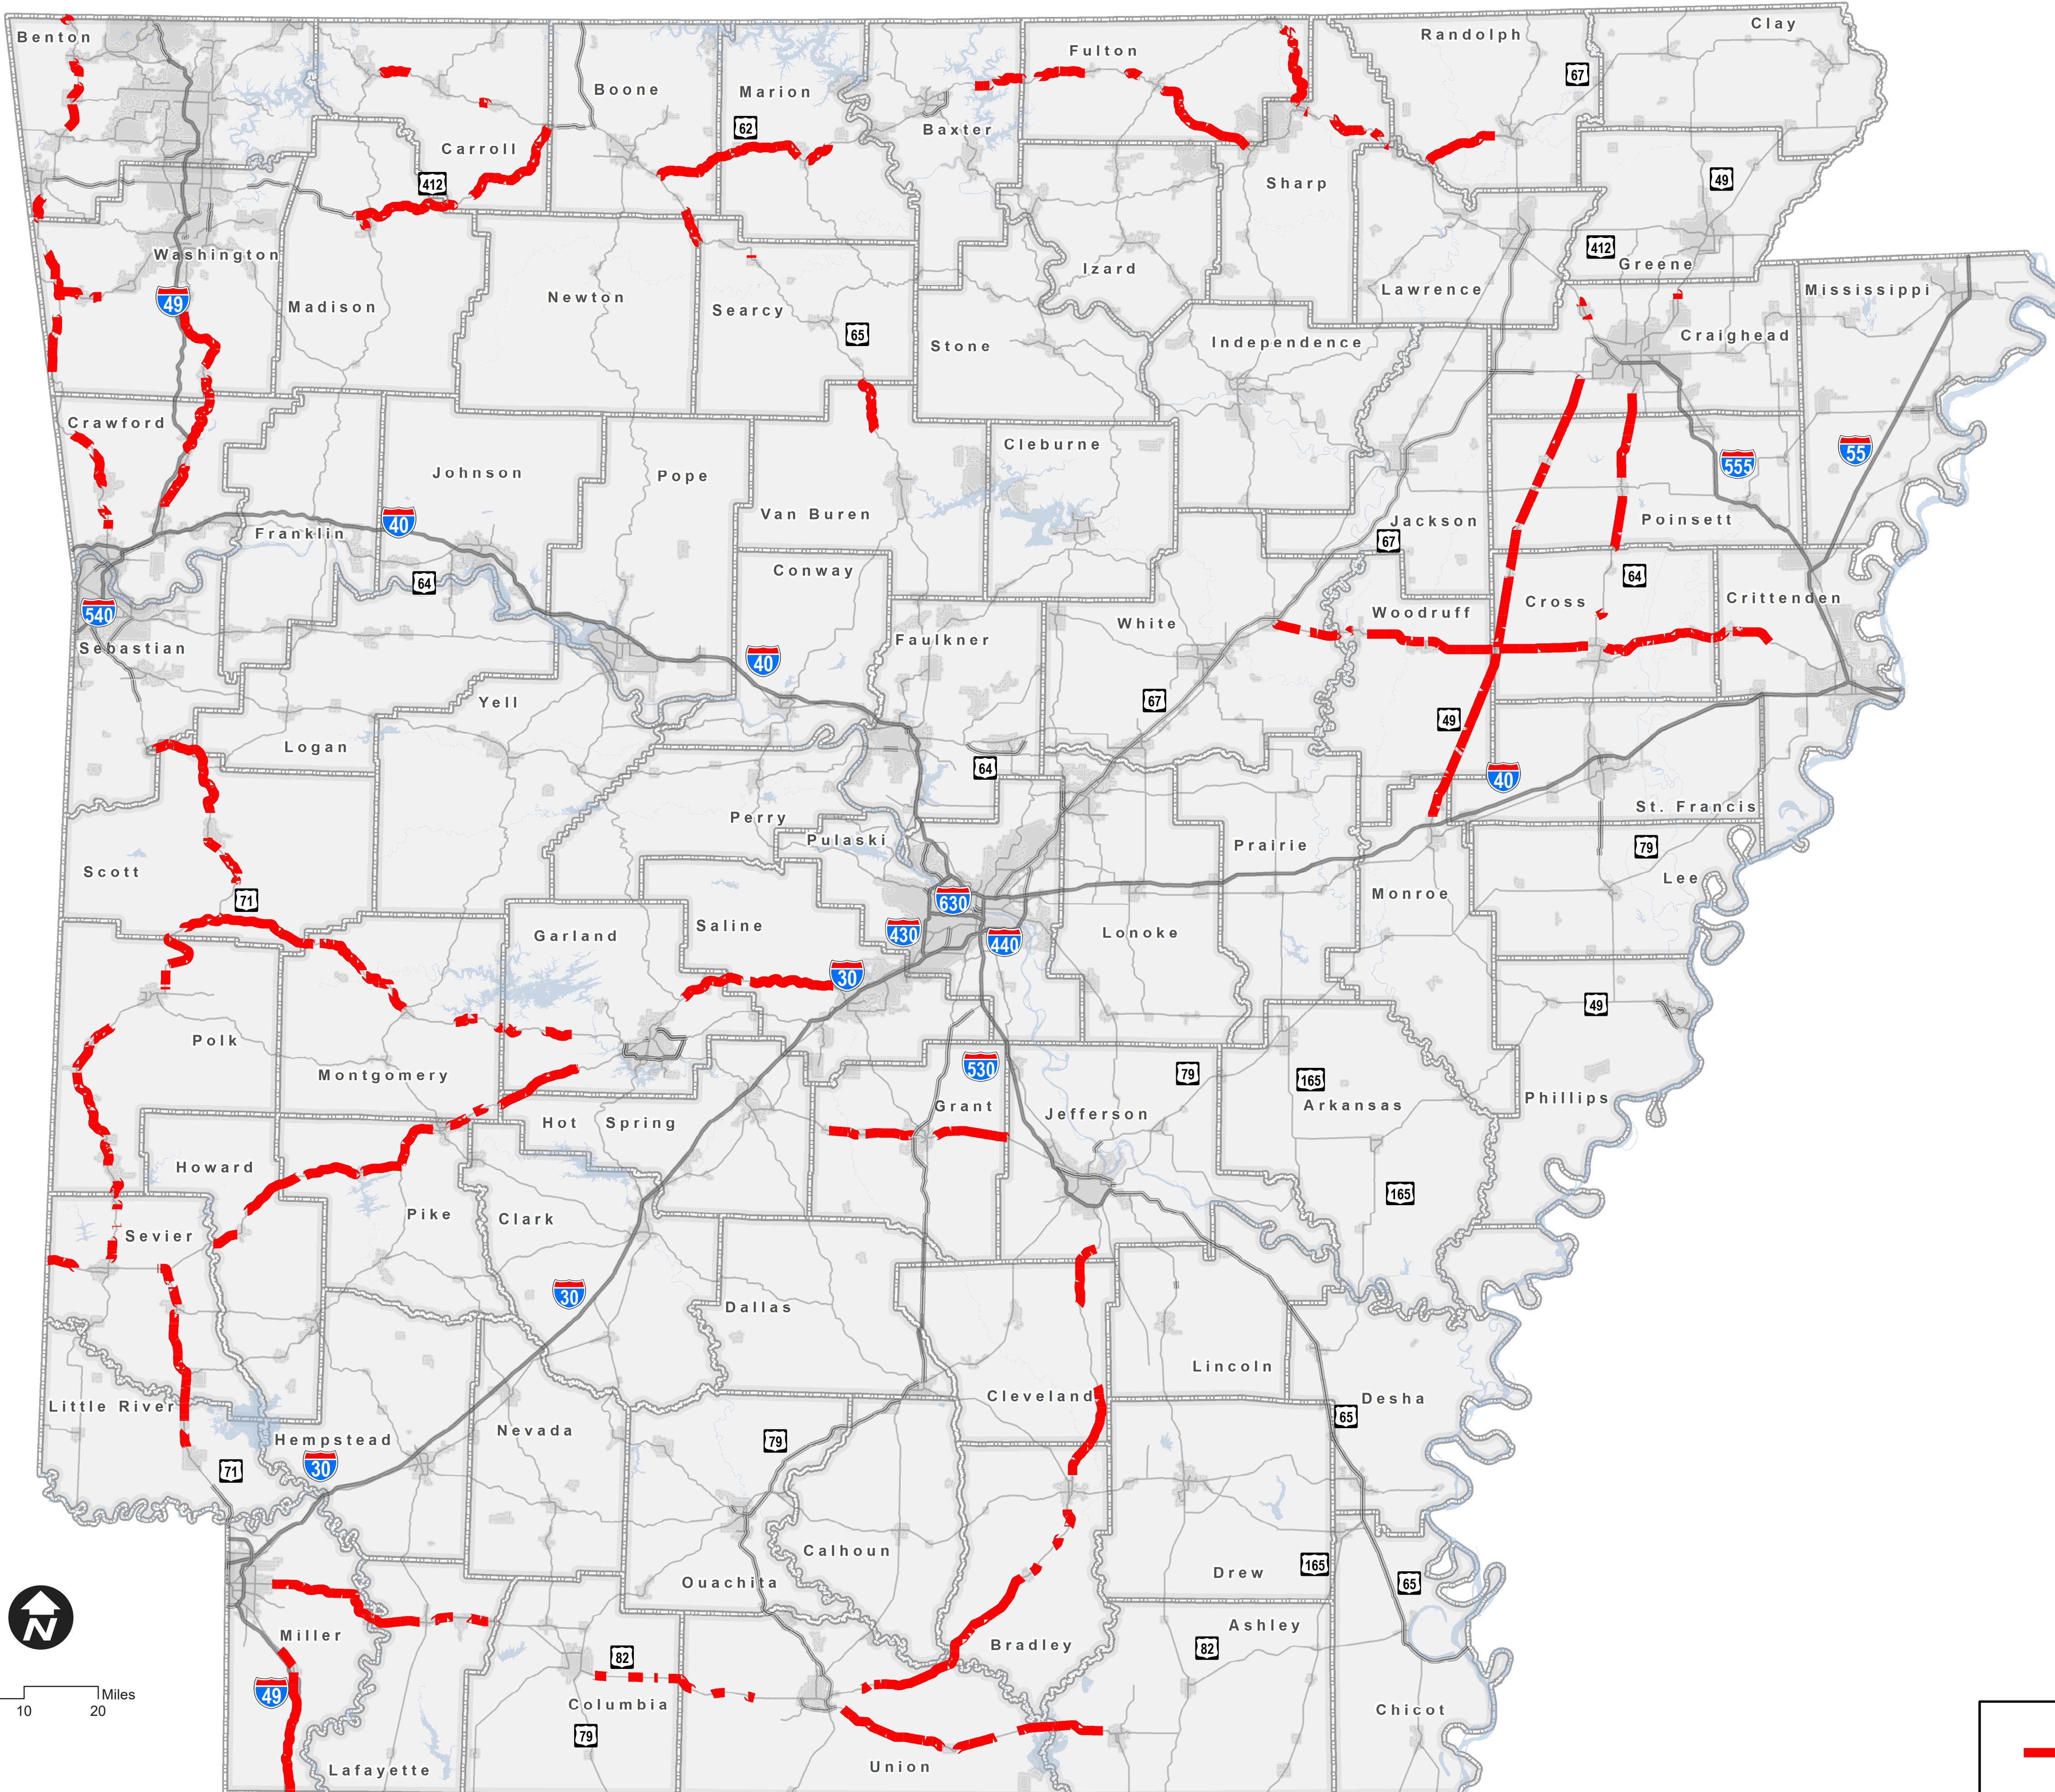 Benton
Clay
Randolph
Fulton
67
Boone
Marion
62
Baxter
Carroll
412
Sharp
49
Washington
412
Greene
Izard
49
Madison
Newton
Searcy
Lawrence
Mississippi
65
Stone
Independence
Craighead
Crawford
Cleburne
Johnson
Pope
555
55
Van Buren
40
Franklin
Jackson
Poinsett
67
Conway
64
64
540
Woodruff
Cross
Crittenden
White
Faulkner
Sebastian
40
Yell
67
49
Logan
64
40
St. Francis
Perry
Pulaski
Prairie
79
Scott
Lee
71
630
Monroe
Saline
Garland
430
440
Lonoke
30
49
Polk
Montgomery
530
79
165
Grant
Jefferson
Arkansas
Phillips
Hot Spring
Howard
165
Pike
Clark
Sevier
30
Dallas
Lincoln
Cleveland
Desha
Little River
65
Nevada
79
Hempstead
30
71
Calhoun
165
Drew
65
Ouachita
N
Miller
Ashley
Bradley
82
82
49
Miles
10 20
Columbia
Chicot
79
Union
Lafayette